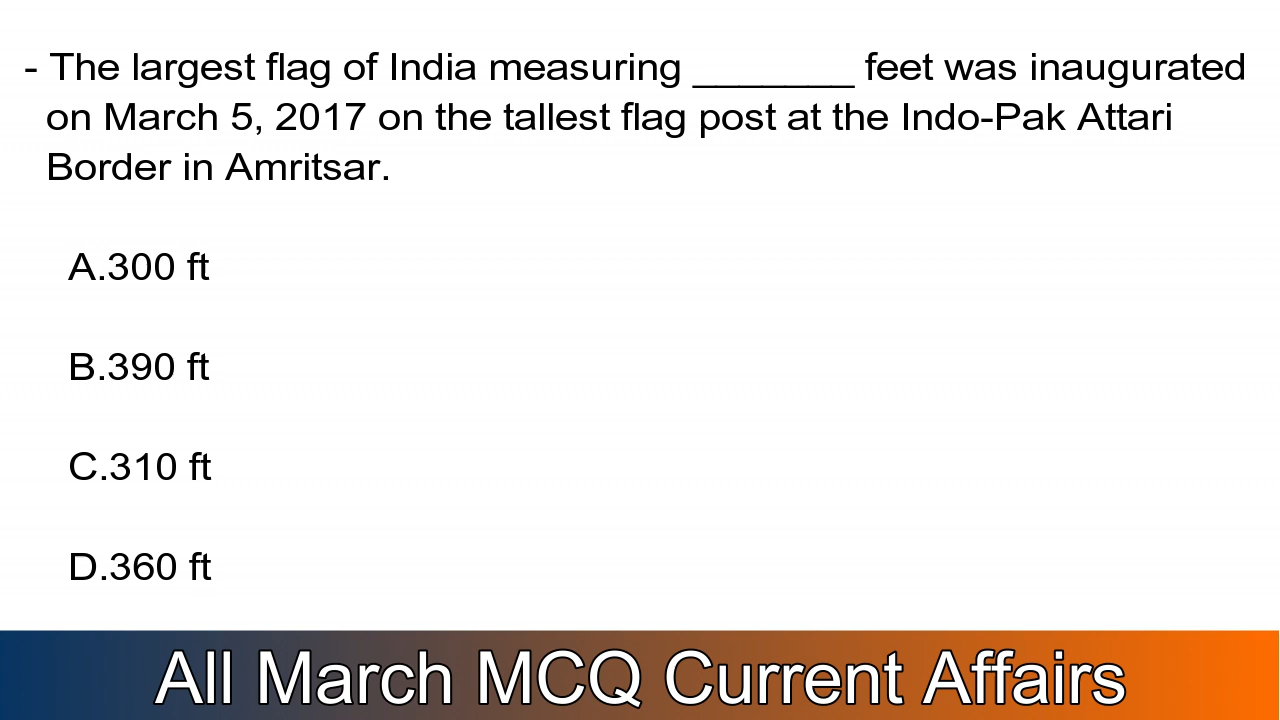 - The largest flag of India measuring _______ feet was inaugurated
on March 5, 2017 on the tallest flag post at the Indo-Pak Attari
Border in Amritsar.
A.300 ft
B.390 ft
C.310 ft
D.360 ft
All March MCQ Current Affairs